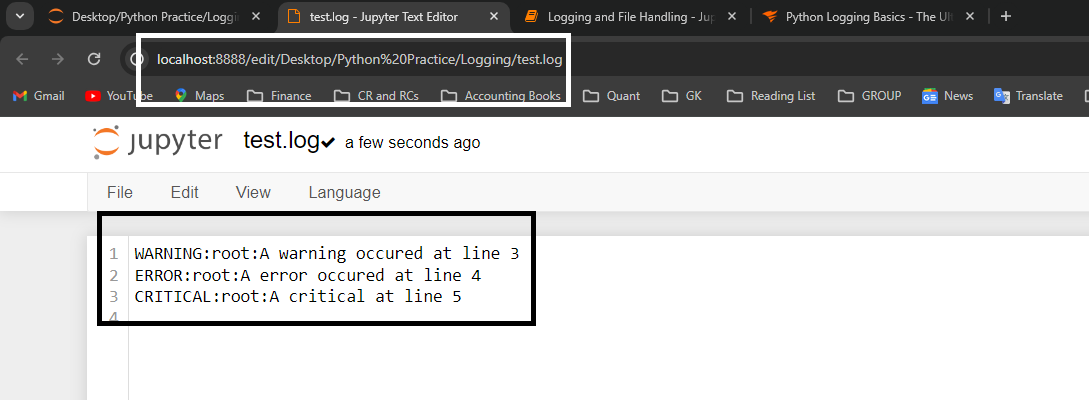 Desktop/Python Practice/Loggi
test.log - Jupyter Text Editor
Logging and File Handling - Jup
Python Logging Basics - The Ul
localhost:8888/edit/Desktop/Python%20Practice/Logging/test.log
Gmail
YouTube
Maps
Finance
CR and RCs
Accounting Books
Quant
GK
Reading List
GROUP
News
Translate
jupyter test.log a few seconds ago
File Edit View Language
1 WARNING:root:A warning occured at line 3
2 ERROR:root:A error occured at line 4
3 CRITICAL:root:A critical at line 5
4